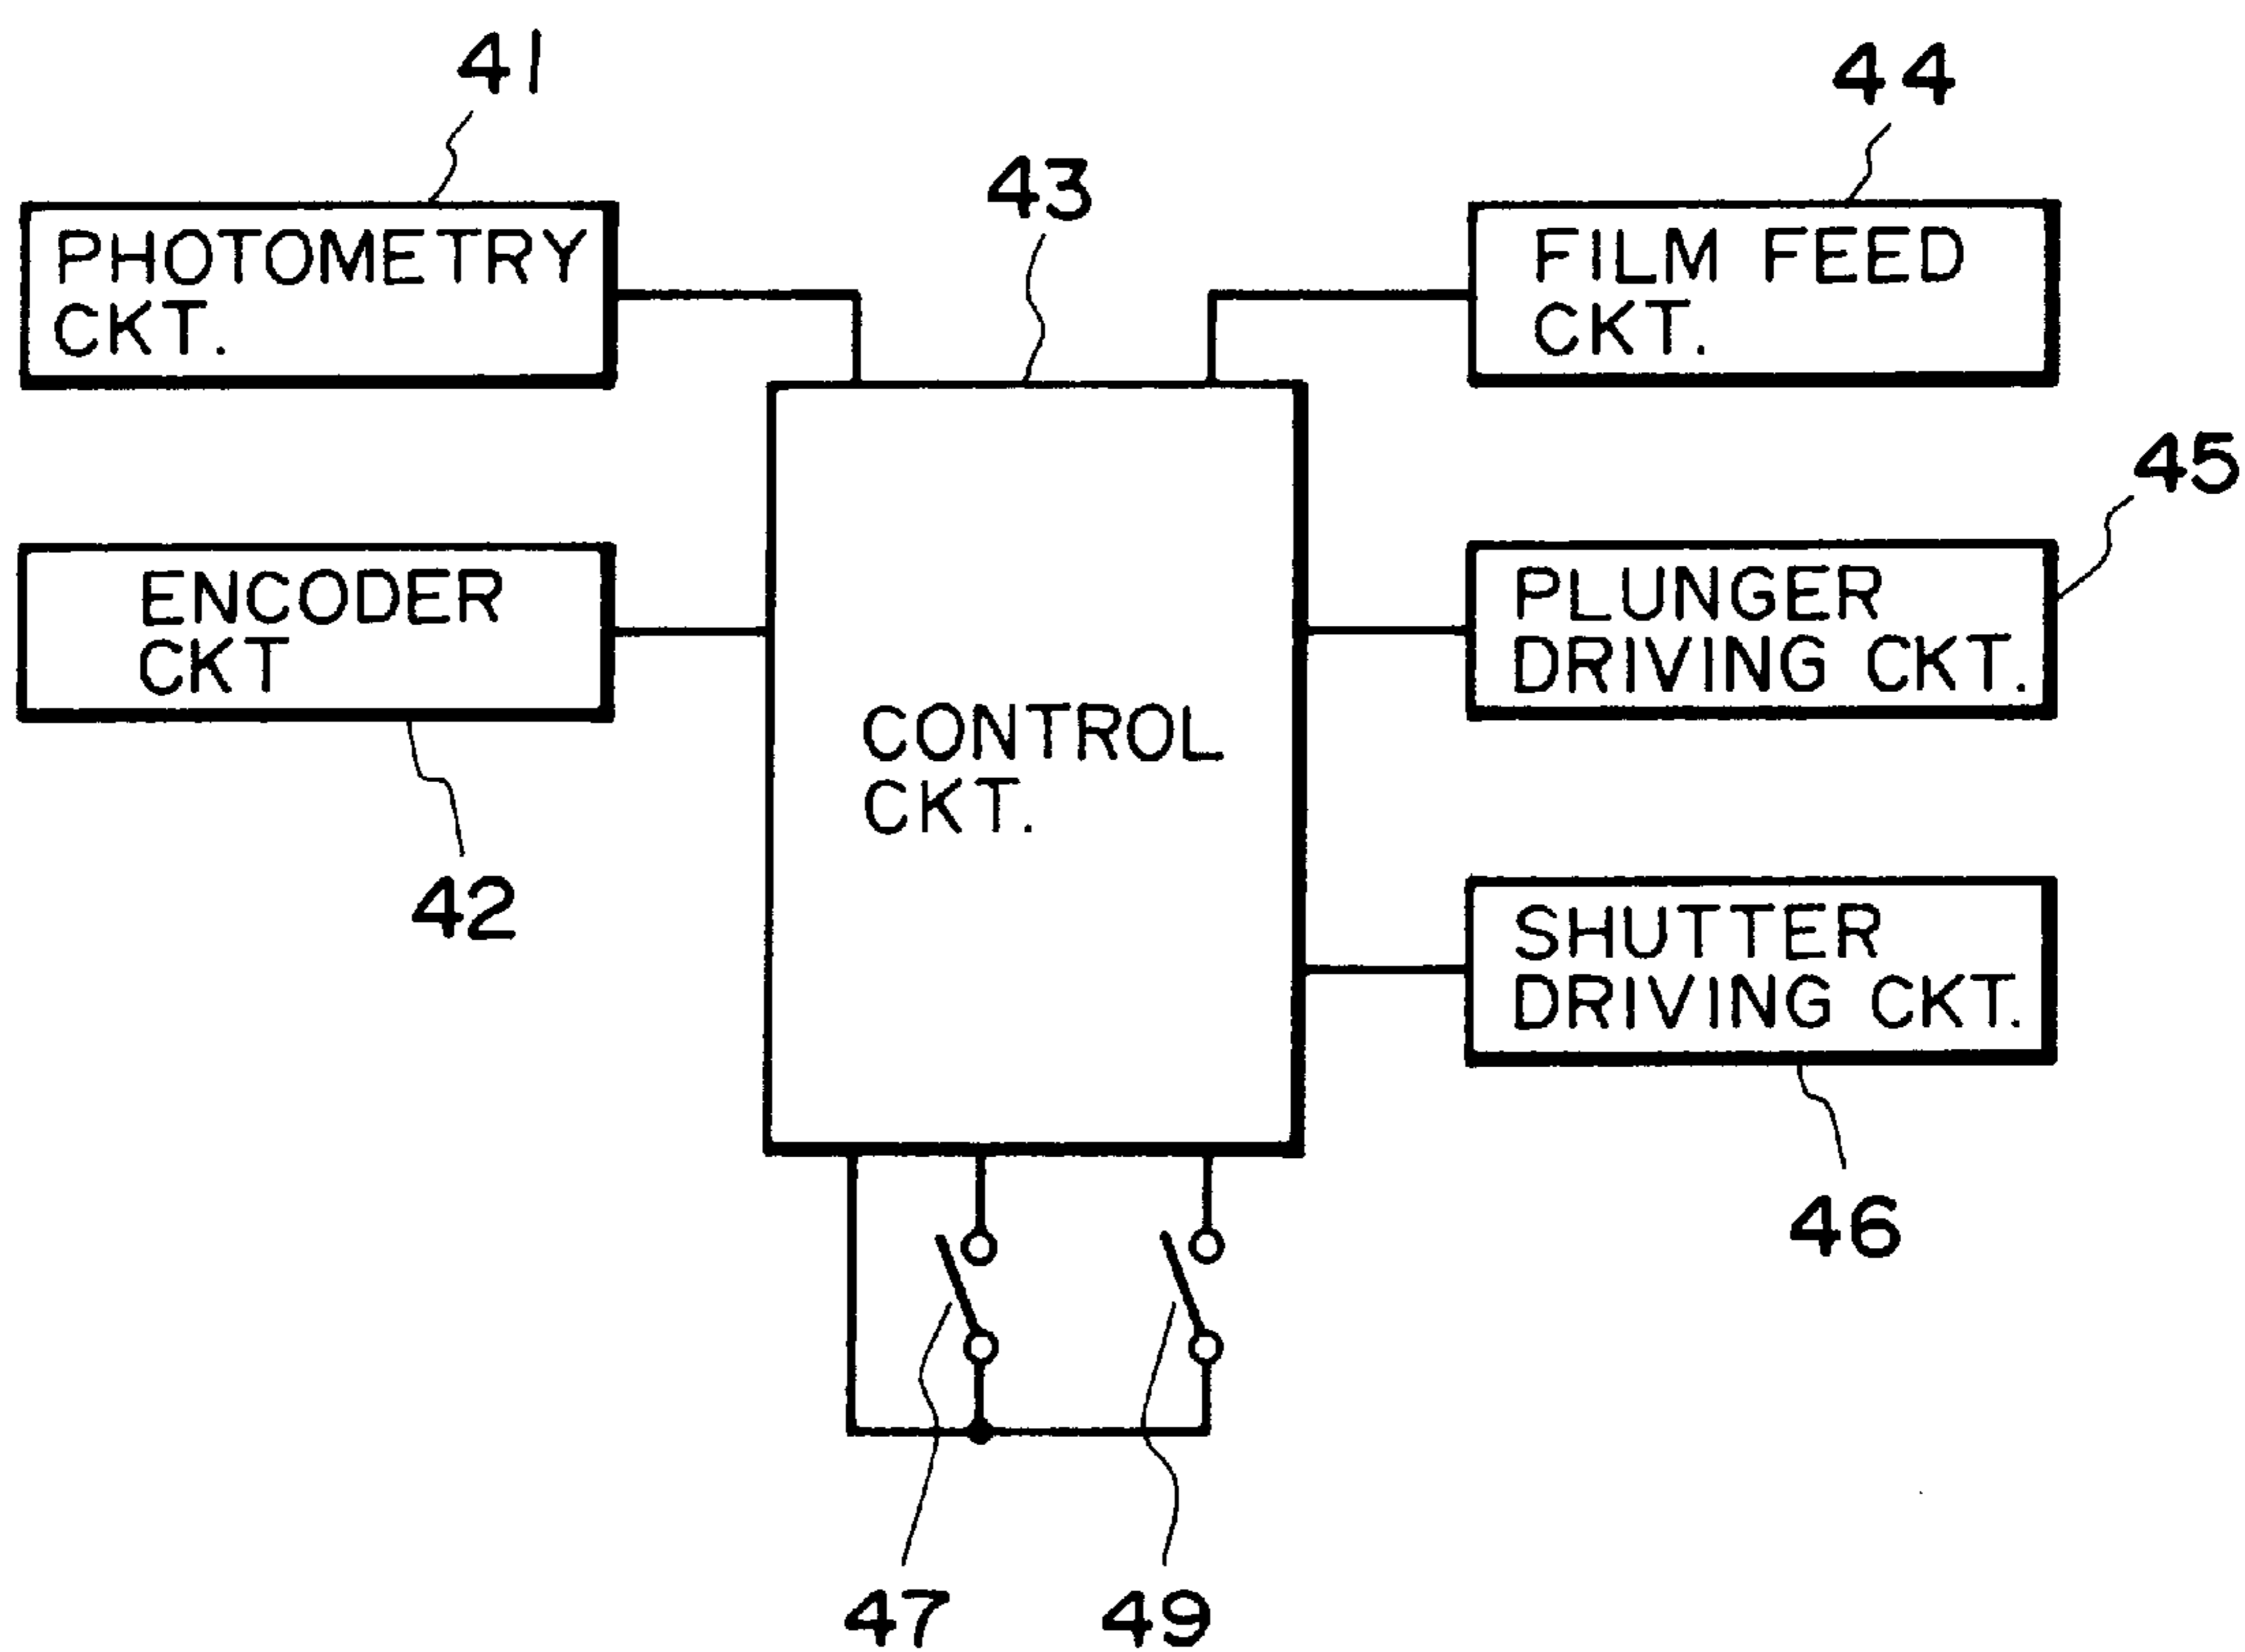 41
44
43
PHOTOMETRY
CKT.
FILM FEED
CKT.
45
ENCODER
CKT
PLUNGER
DRIVING CKT.
CONTROL
CKT.
42
SHUTTER
DRIVING CKT.
46
47
49